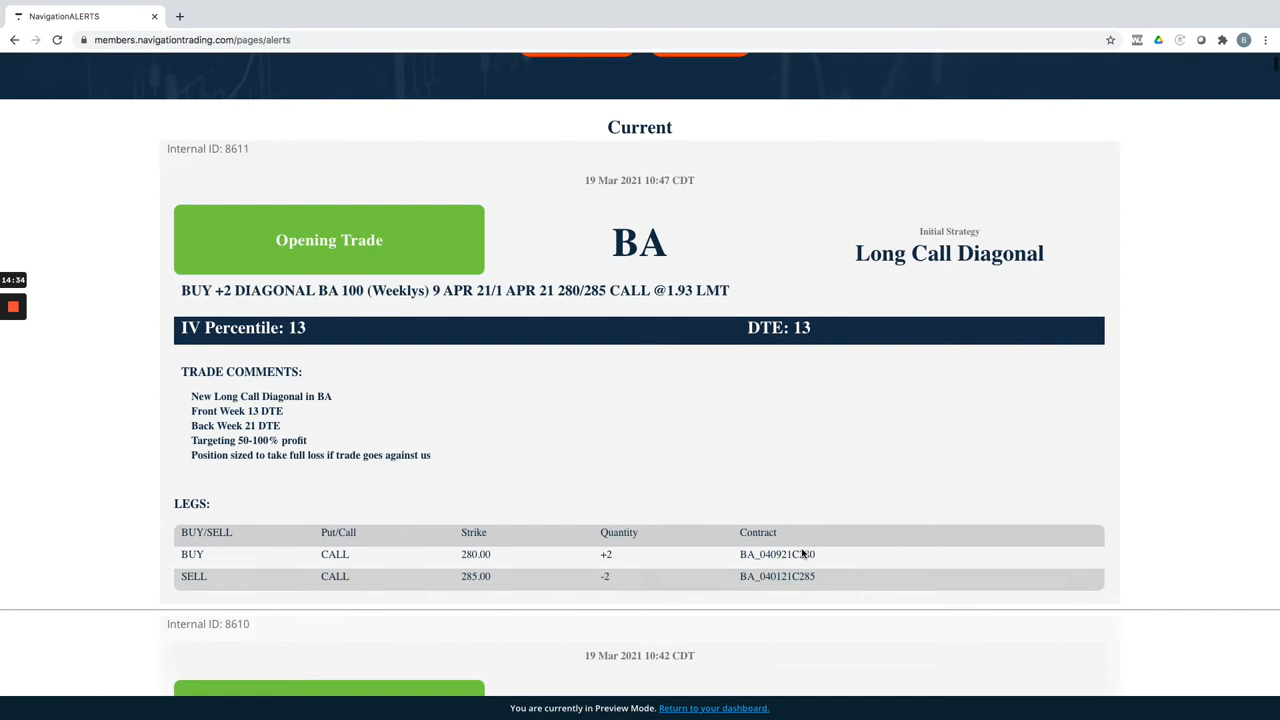 NavigationALERTS
members.navigationtrading.com/pages/alerts
B
Current
Internal ID: 8611
19 Mar 2021 10:47 CDT
Opening Trade
BA
Initial Strategy
Long Call Diagonal
14:34
BUY +2 DIAGONAL BA 100 (Weeklys) 9 APR 21/1 APR 21 280/285 CALL @1.93 LMT
IV Percentile: 13
DTE: 13
TRADE COMMENTS:
New Long Call Diagonal in BA
Front Week 13 DTE
Back Week 21 DTE
Targeting 50-100% profit
Position sized to take full loss if trade goes against us
LEGS:
BUY/SELL Put/Call Strike Quantity Contract
BUY CALL 280.00 +2 BA_040921C280
SELL CALL 285.00 -2 BA_040121C285
Internal ID: 8610
19 Mar 2021 10:42 CDT
You are currently in Preview Mode. Return to your dashboard.